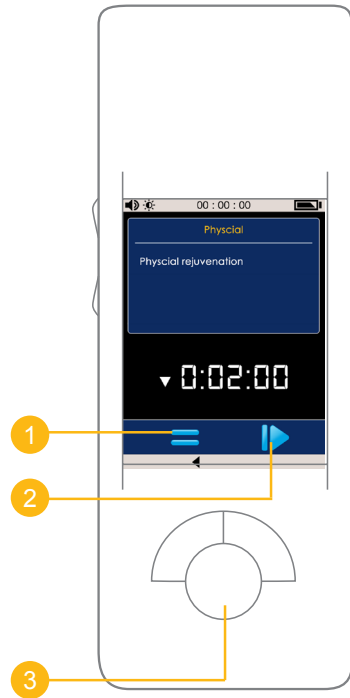 00 : 00 : 00
Physcial
Physcial rejuvenation
0:02:00
1
2
3